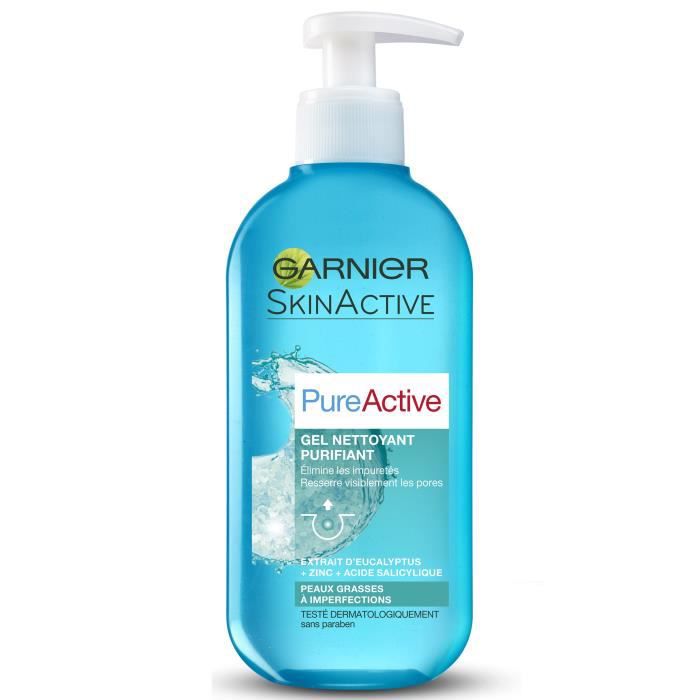 GARNIER
SKINACTIVE
PureActive
GEL NETTOYANT
PURIFIANT
Élimine les impuretés
Resserre visiblement les pores
EXTRAIT D'EUCALYPTUS
+ ZINC + ACIDE SALICYLIQUE
PEAUX GRASSES
À IMPERFECTIONS
TESTÉ DERMATOLOGIQUEMENT
sans paraben